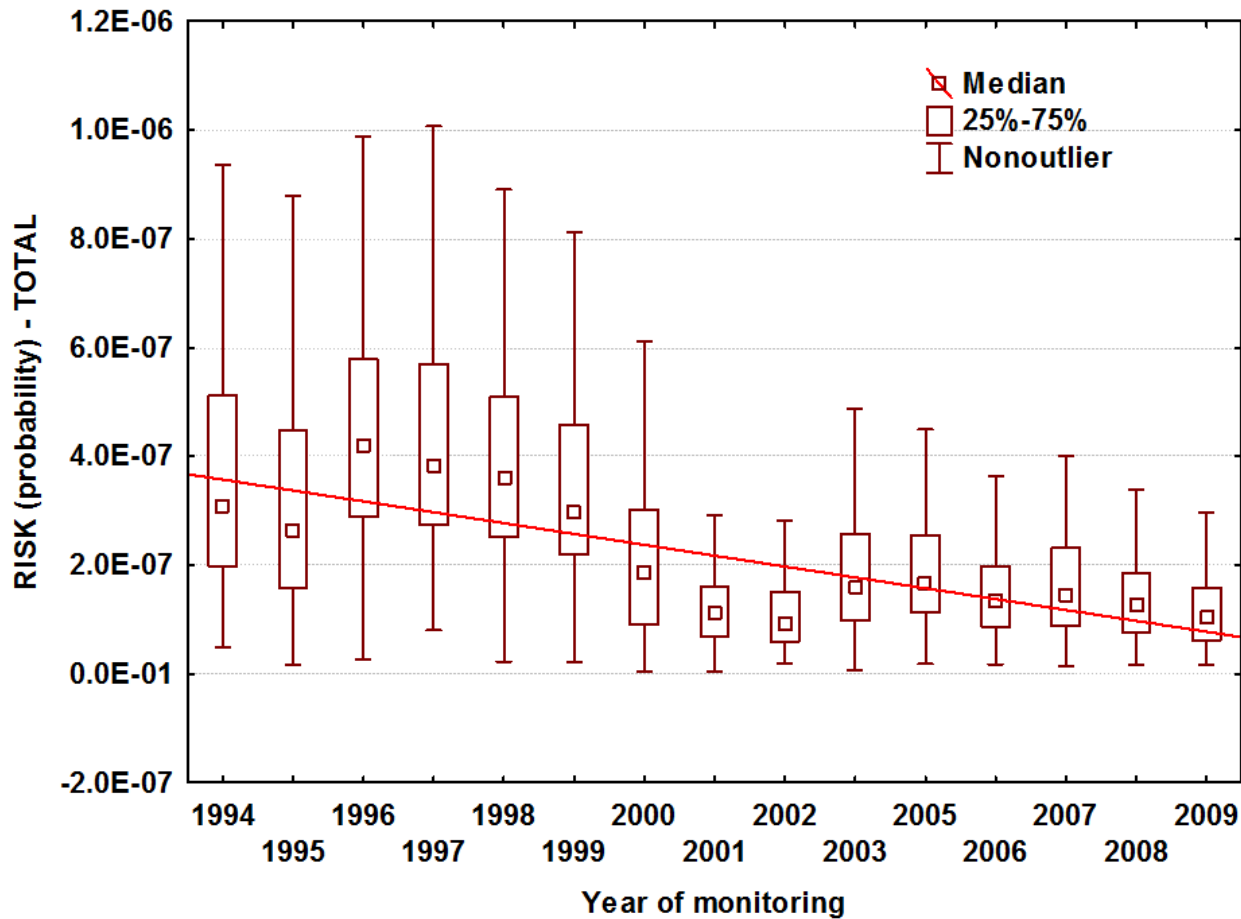 1.2E-06
1.0E-06
8.0E-07
6.0E-07
4.0E-07
2.0E-07
0.0E-01
-2.0E-07
RISK (probability) - TOTAL
Median
25%-75%
Nonoutlier
1994 1996 1998 2000 2002 2005 2007 2009
1995 1997 1999 2001 2003 2006 2008
Year of monitoring